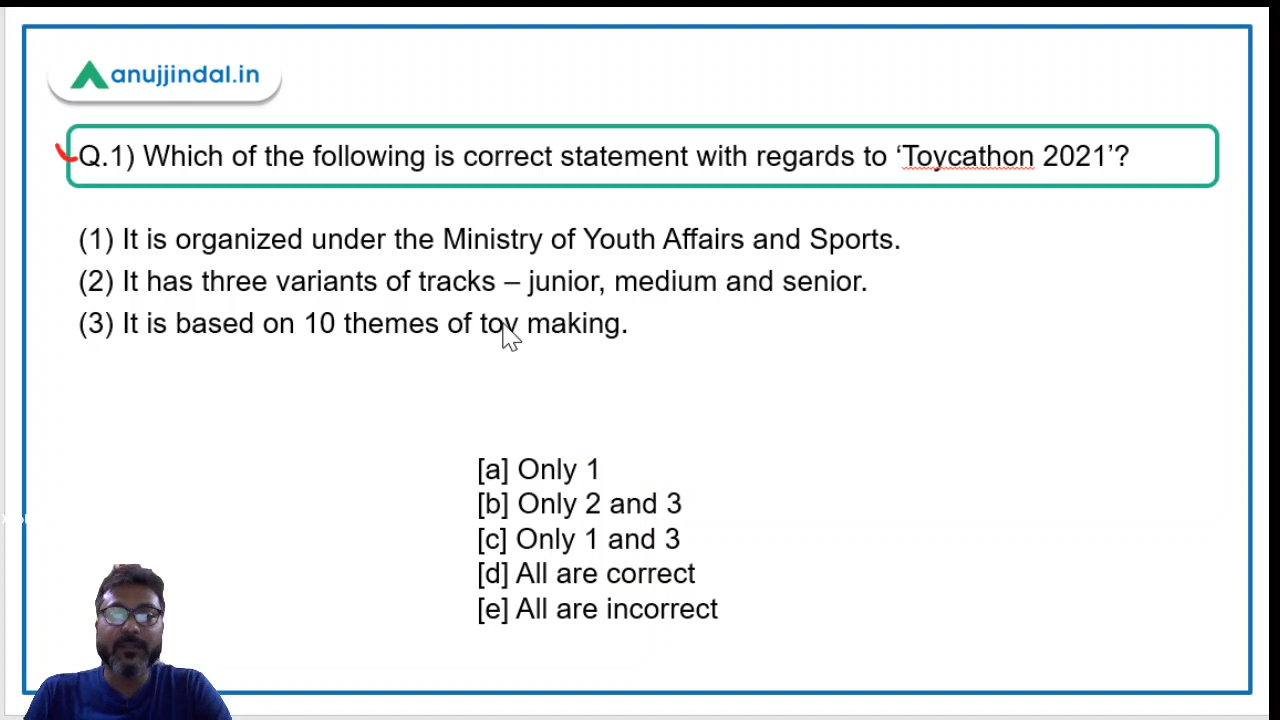 anujjindal.in
Q.1) Which of the following is correct statement with regards to ‘Toycathon 2021’?
(1) It is organized under the Ministry of Youth Affairs and Sports.
(2) It has three variants of tracks – junior, medium and senior.
(3) It is based on 10 themes of toy making.
[a] Only 1
[b] Only 2 and 3
[c] Only 1 and 3
[d] All are correct
[e] All are incorrect